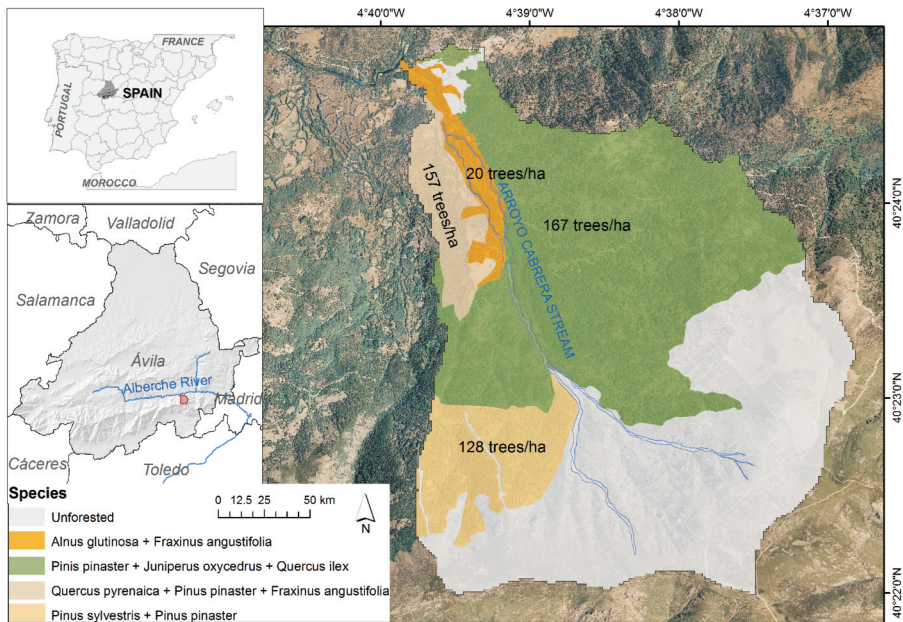 4°40'0"W
4°39'0"W
4°38'0"W
4°37'0"W
FRANCE
PORTUGAL
SPAIN
MOROCCO
Zamora
Valladolid
Segovia
Salamanca
Ávila
Alberche River
Madrid
Cáceres
Toledo
157 trees/ha
20 trees/ha
167 trees/ha
ARROYO CABRERA STREAM
128 trees/ha
40°24'0"N
40°23'0"N
40°22'0"N
Species
0 12.5 25 50 km
N
Unforested
Alnus glutinosa + Fraxinus angustifolia
Pinis pinaster + Juniperus oxycedrus + Quercus ilex
Quercus pyrenaica + Pinus pinaster + Fraxinus angustifolia
Pinus sylvestris + Pinus pinaster